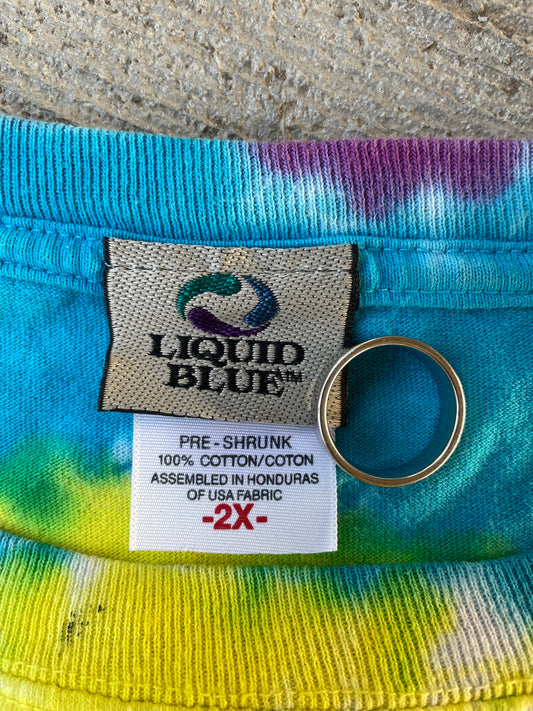 LIQUID
BLUE™
PRE-SHRUNK
100% COTTON/COTON
ASSEMBLED IN HONDURAS
OF USA FABRIC
-2X-